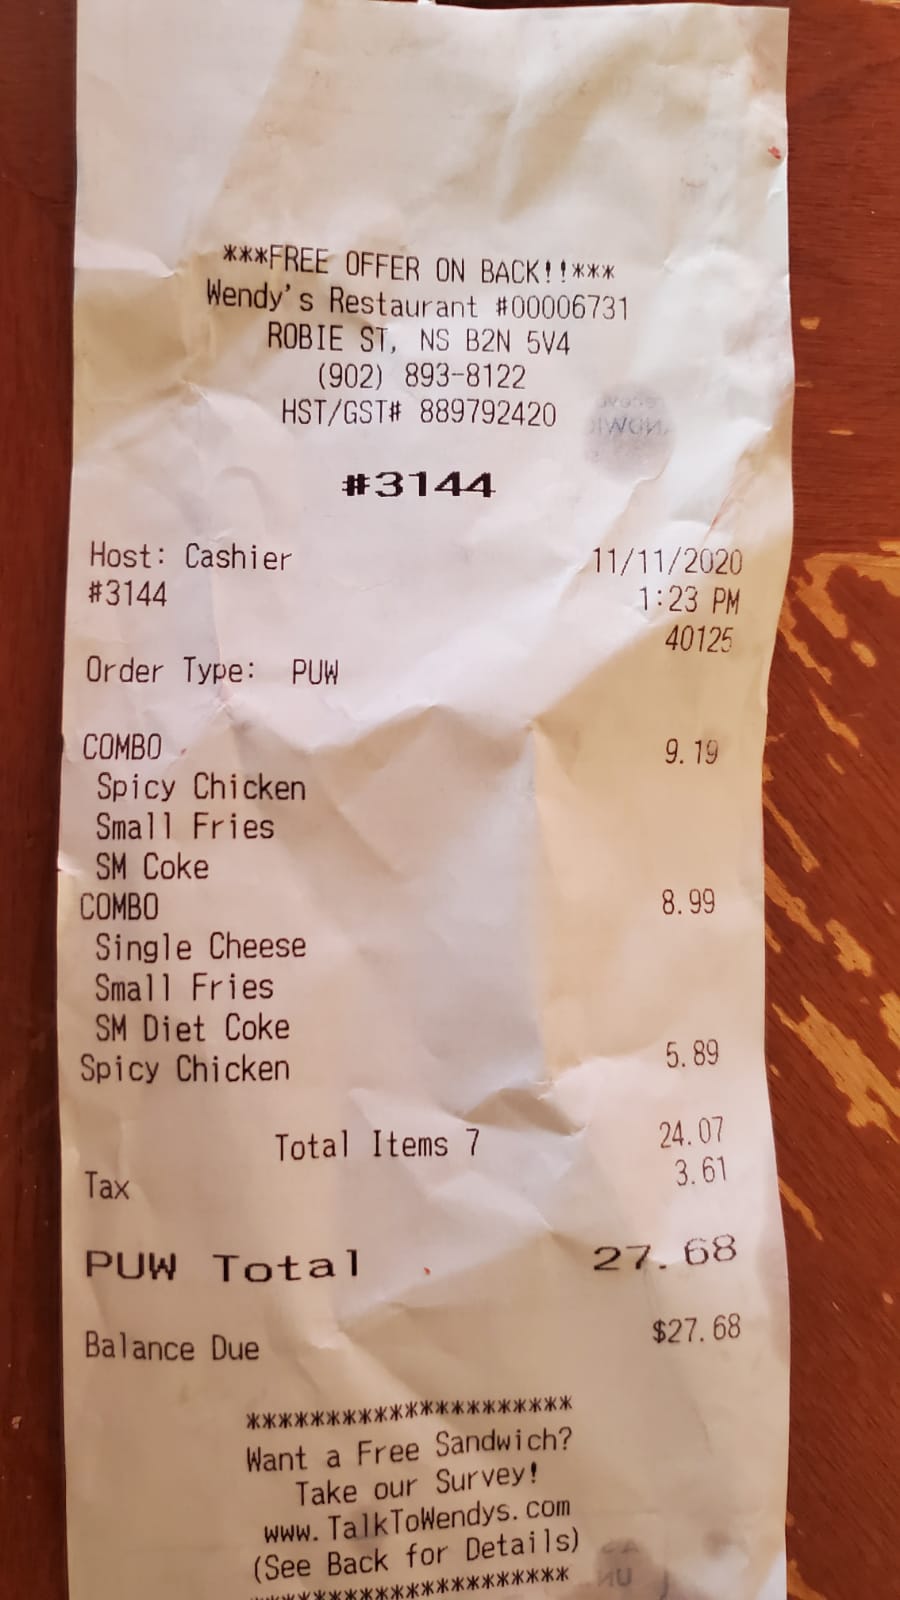 ***FREE OFFER ON BACK!!***
Wendy's Restaurant #00006731
ROBIE ST, NS B2N 5V4
(902) 893-8122
HST/GST# 889792420
#3144
Host: Cashier 11/11/2020
#3144 1:23 PM
40125
Order Type: PUW
COMBO 9.19
Spicy Chicken
Small Fries
SM Coke
COMBO 8.99
Single Cheese
Small Fries
SM Diet Coke
Spicy Chicken 5.89
Total Items 7 24.07
Tax 3.61
PUW Total 27.68
Balance Due $27.68
*********************
Want a Free Sandwich?
Take our Survey!
www.TalkToWendys.com
(See Back for Details)
*********************